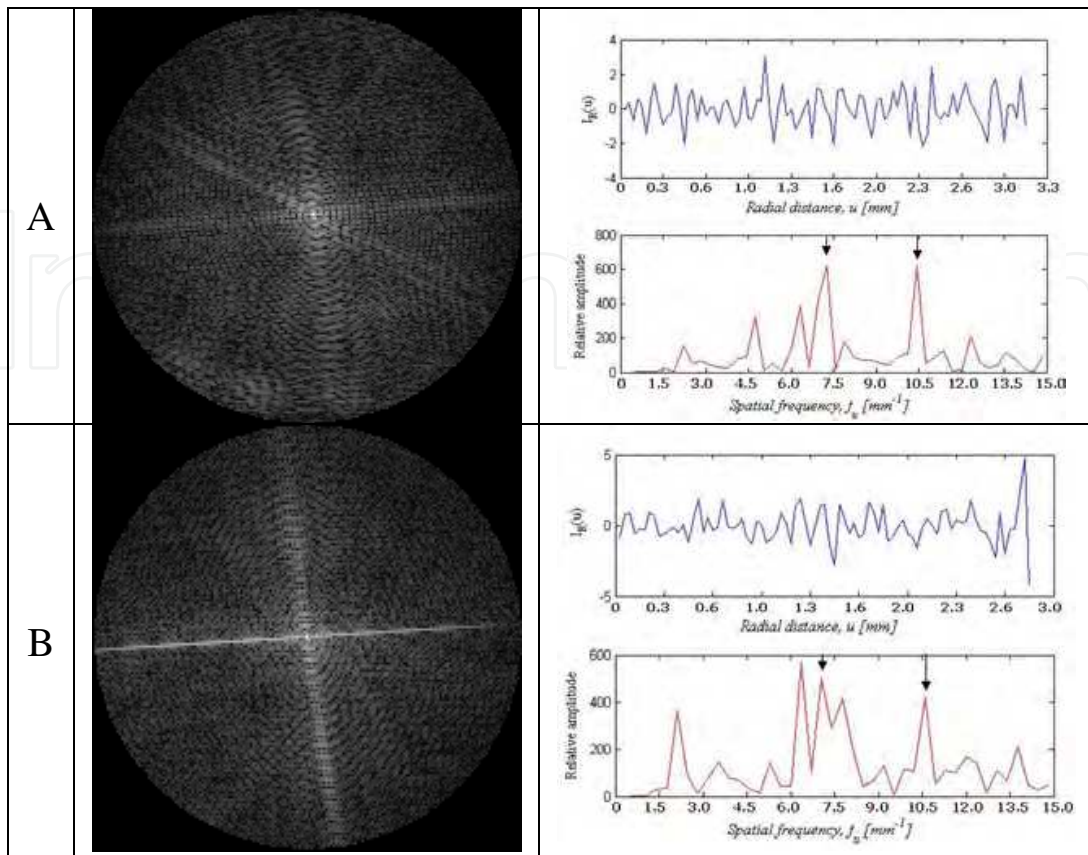 A
4
2
0
-2
-4
I_R(u)
0 0.3 0.6 1.0 1.3 1.6 2.0 2.3 2.6 3.0 3.3
Radial distance, u [mm]
800
600
400
200
0
Relative amplitude
0 1.5 3.0 4.5 6.0 7.5 9.0 10.5 12.0 13.5 15.0
Spatial frequency, f_u [mm⁻¹]
B
5
0
-5
I_R(u)
0 0.3 0.6 1.0 1.3 1.6 2.0 2.3 2.6 3.0
Radial distance, u [mm]
600
400
200
0
Relative amplitude
0 1.5 3.0 4.5 6.0 7.5 9.0 10.5 12.0 13.5 15.0
Spatial frequency, f_u [mm⁻¹]